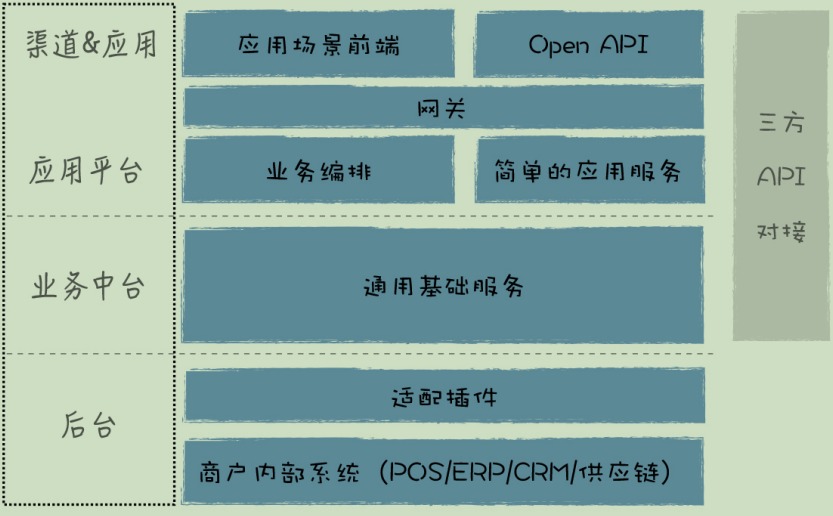 渠道&应用
应用场景前端
Open API
网关
应用平台
业务编排
简单的应用服务
业务中台
通用基础服务
后台
适配插件
商户内部系统（POS/ERP/CRM/供应链）
三方
API
对接